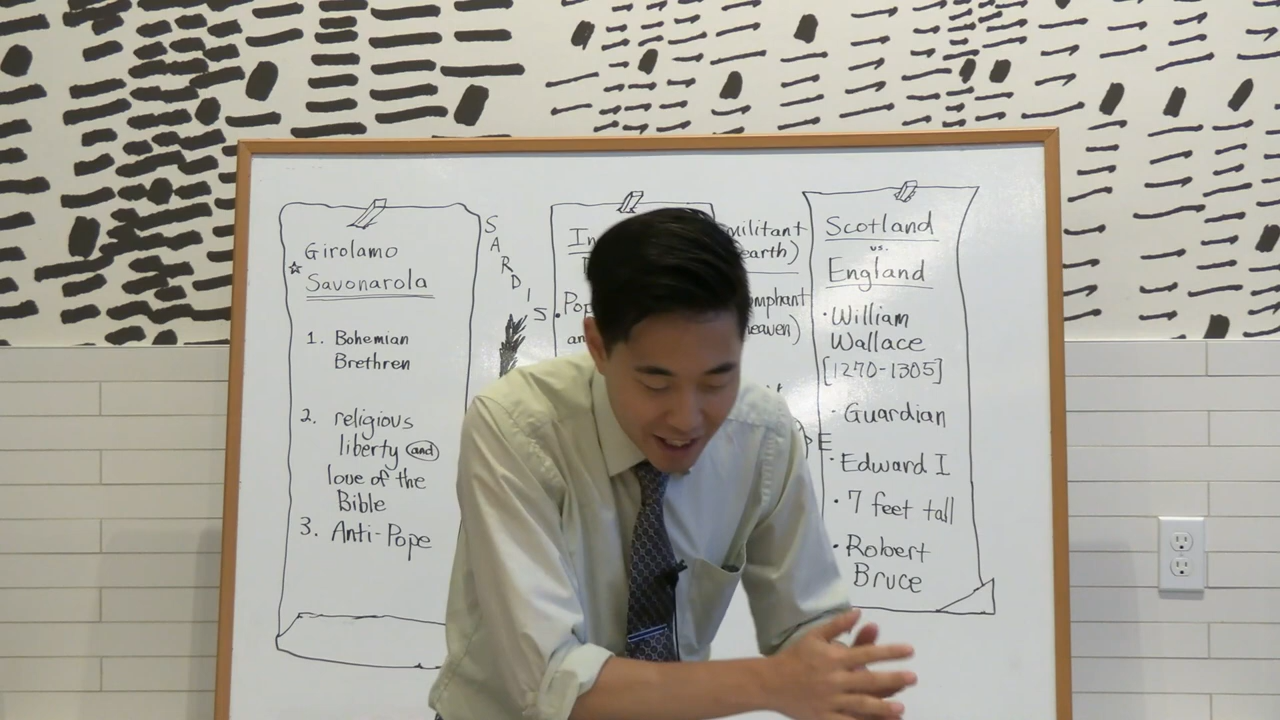 Girolamo
Savonarola
1. Bohemian
Brethren
2. religious
liberty and
love of the
Bible
3. Anti-Pope
SARDIS
militant
earth)
heaven)
E
Scotland
vs.
England
· William
Wallace
[1270-1305]
· Guardian
· Edward I
· 7 feet tall
· Robert
Bruce